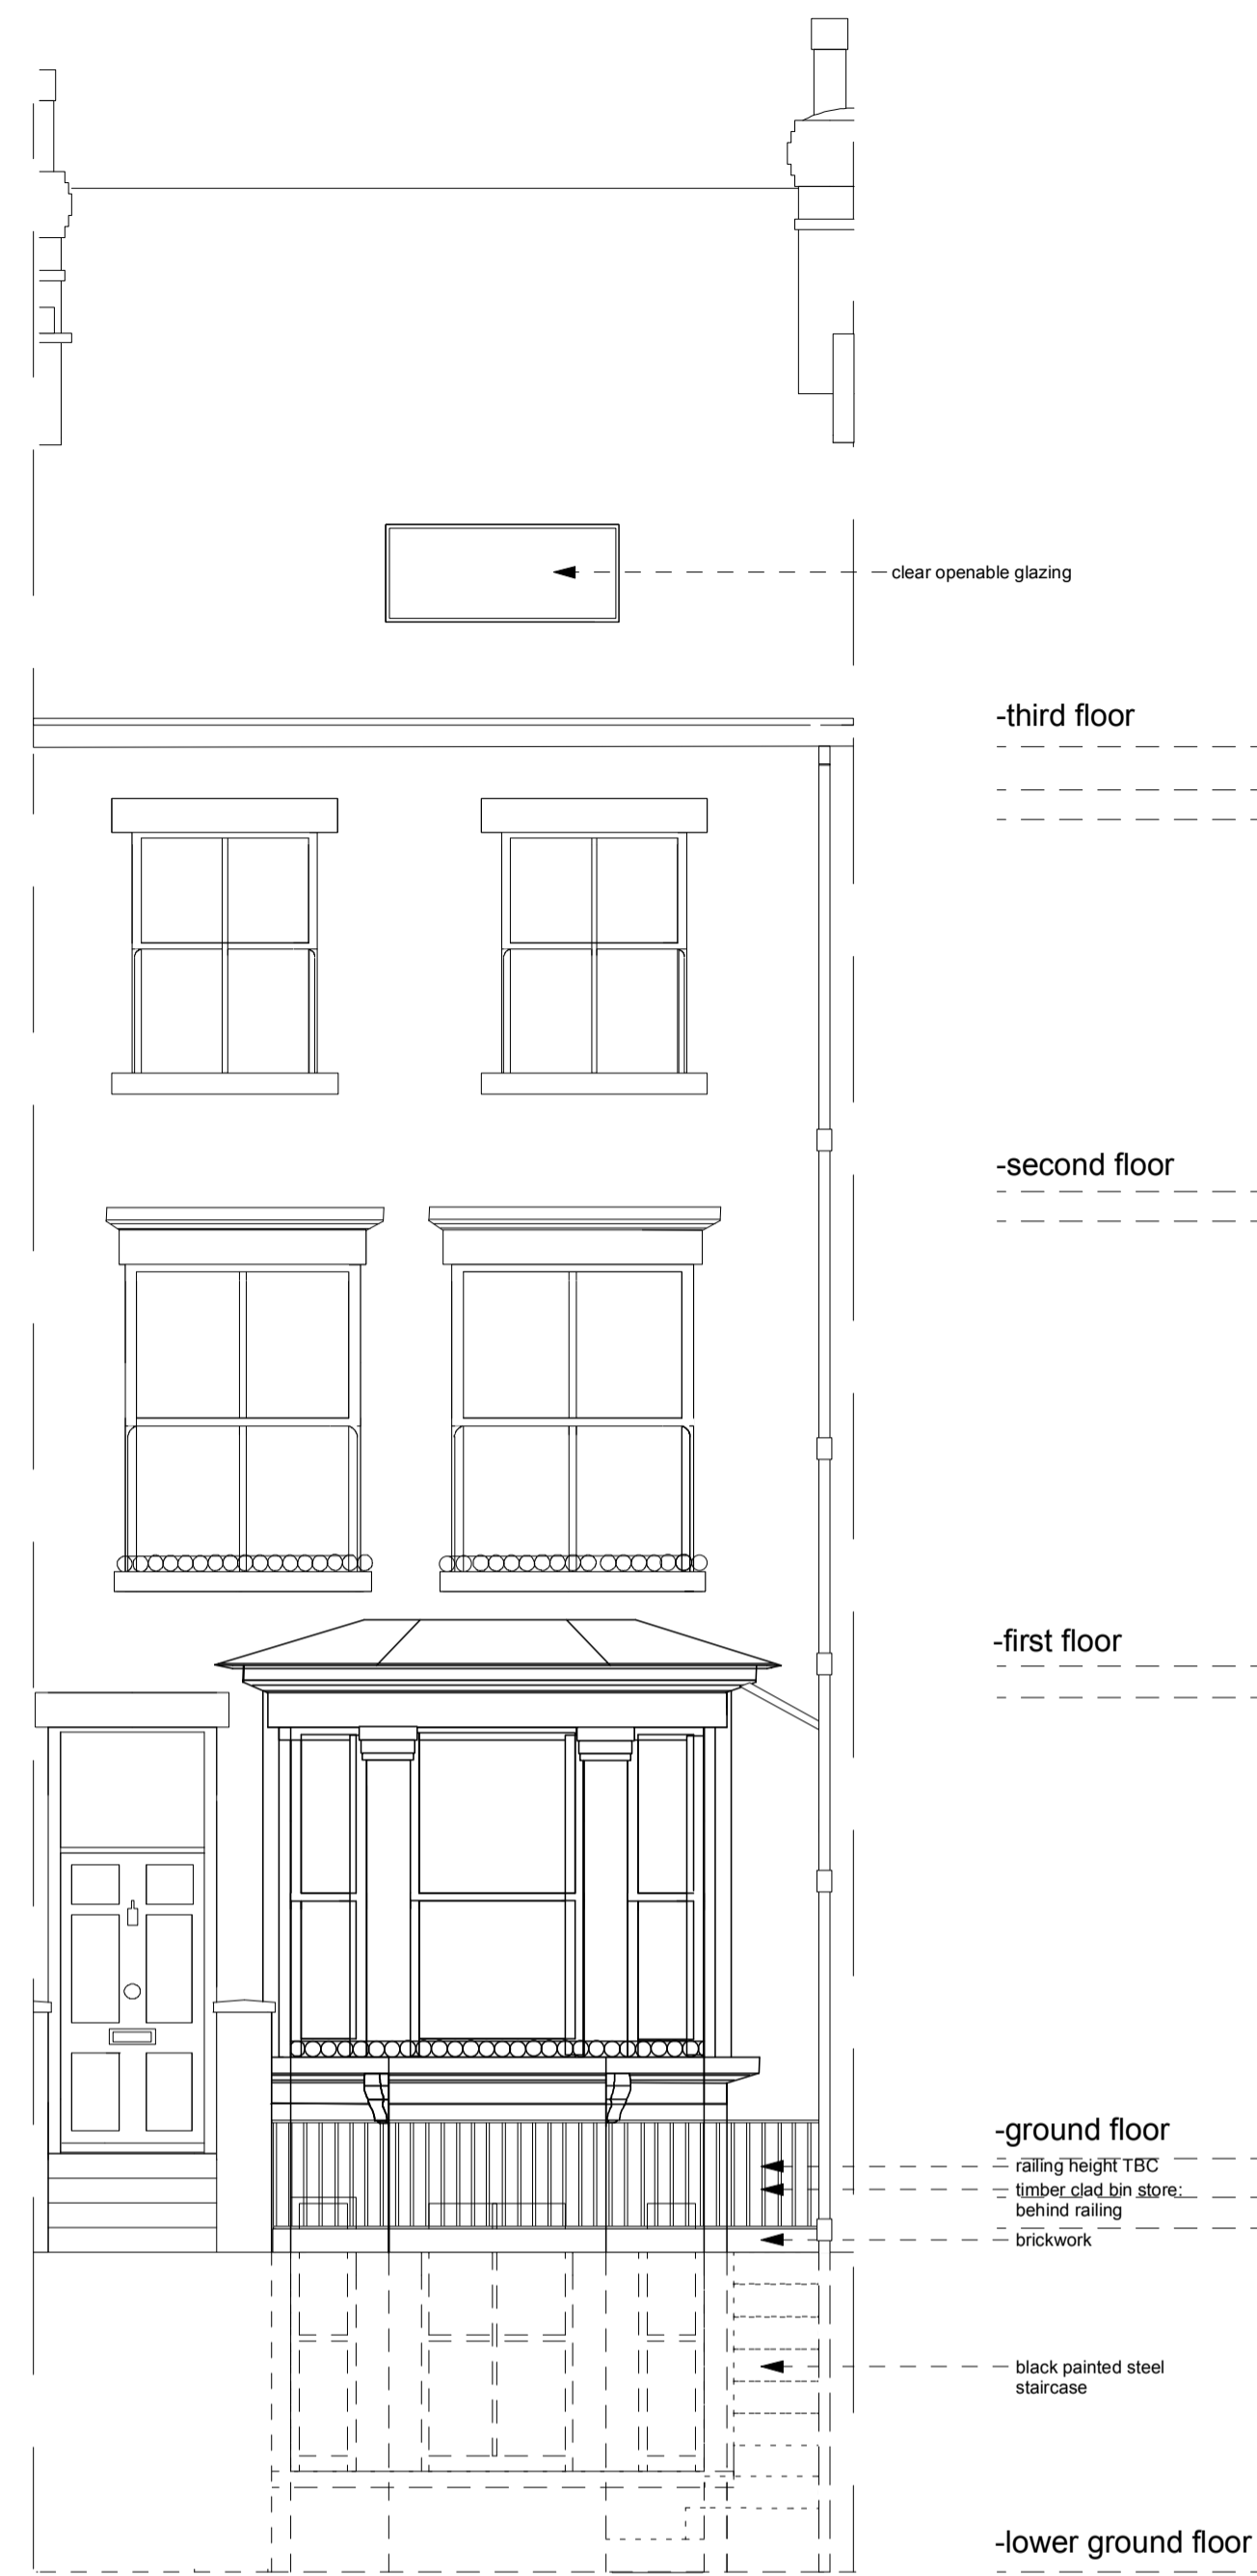 clear openable glazing
-third floor
-second floor
-first floor
-ground floor
railing height TBC
timber clad bin store:
behind railing
brickwork
black painted steel
staircase
-lower ground floor